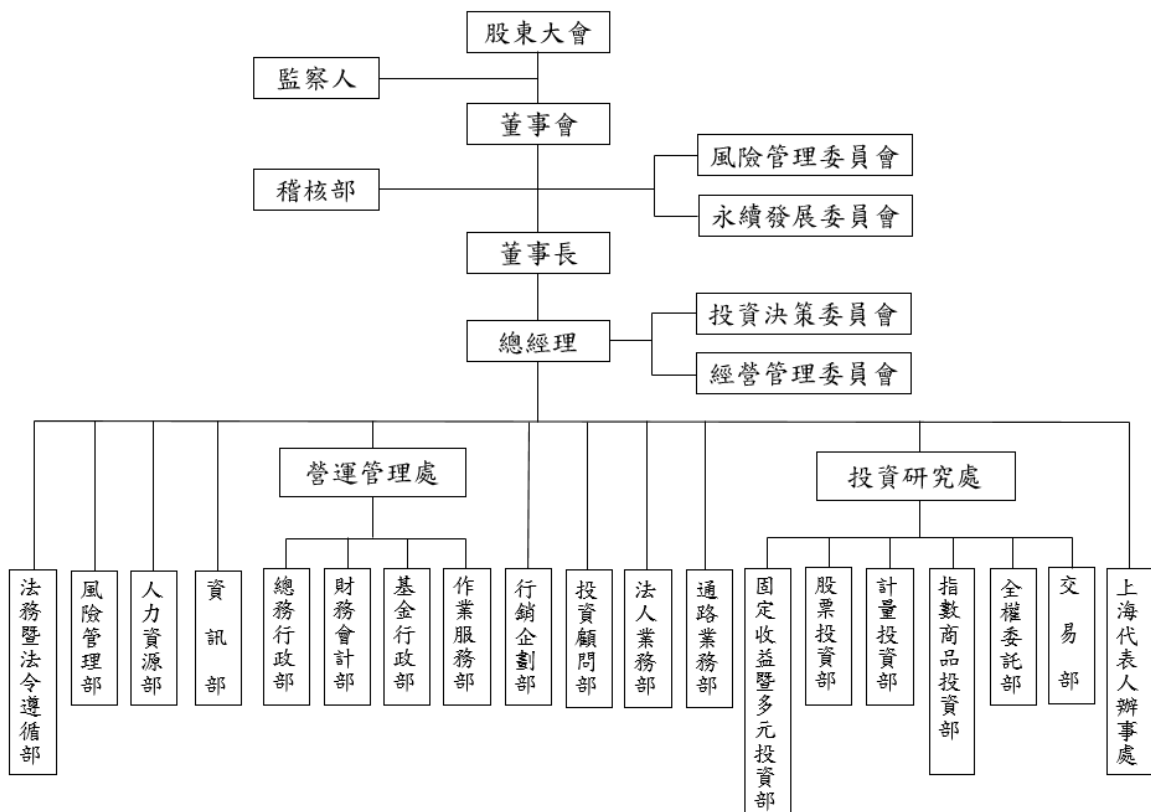 股東大會
監察人
董事會
風險管理委員會
稽核部
永續發展委員會
董事長
投資決策委員會
總經理
經營管理委員會
營運管理處
投資研究處
法務暨法令遵循部
風險管理部
人力資源部
資訊部
總務行政部
財務會計部
基金行政部
作業服務部
行銷企劃部
投資顧問部
法人業務部
通路業務部
固定收益暨多元投資部
股票投資部
計量投資部
指數商品投資部
全權委託部
交易部
上海代表人辦事處